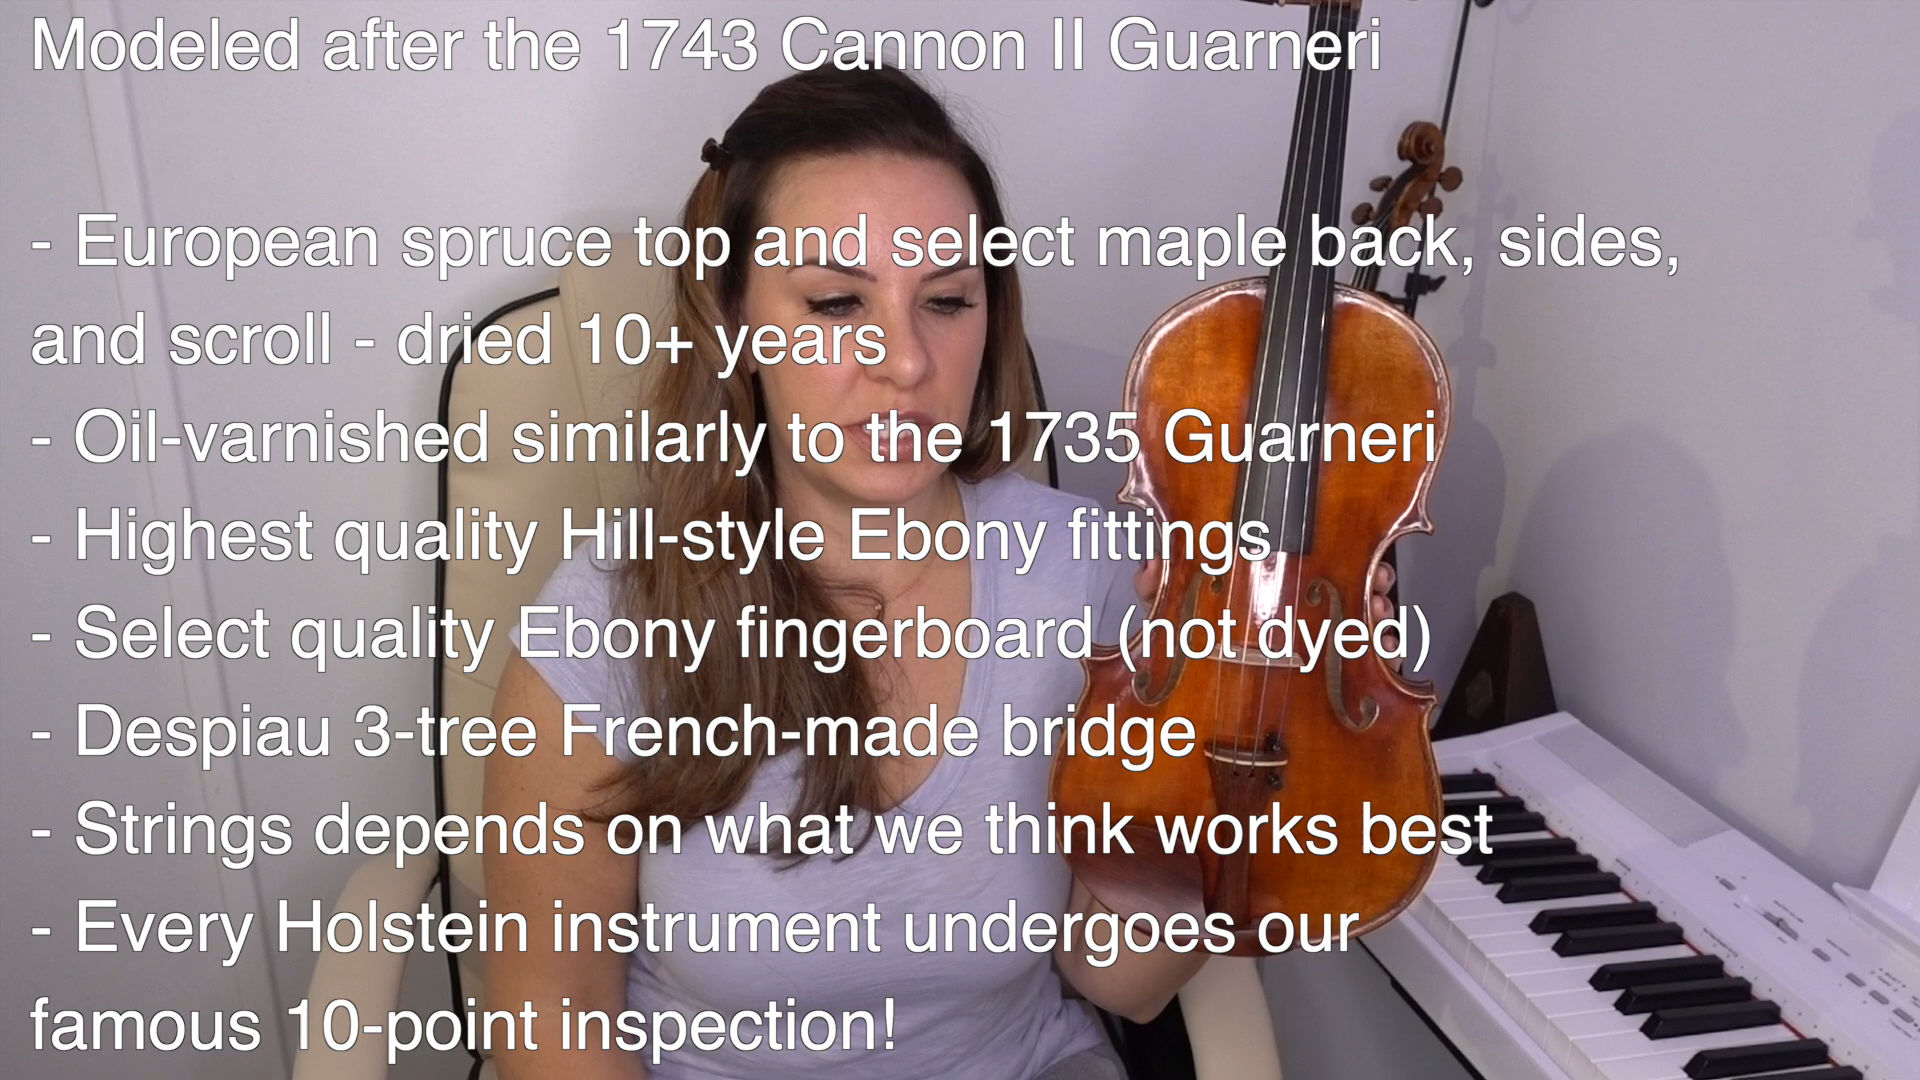 Modeled after the 1743 Cannon II Guarneri
- European spruce top and select maple back, sides,
and scroll - dried 10+ years
- Oil-varnished similarly to the 1735 Guarneri
- Highest quality Hill-style Ebony fittings
- Select quality Ebony fingerboard (not dyed)
- Despiau 3-tree French-made bridge
- Strings depends on what we think works best
- Every Holstein instrument undergoes our
famous 10-point inspection!